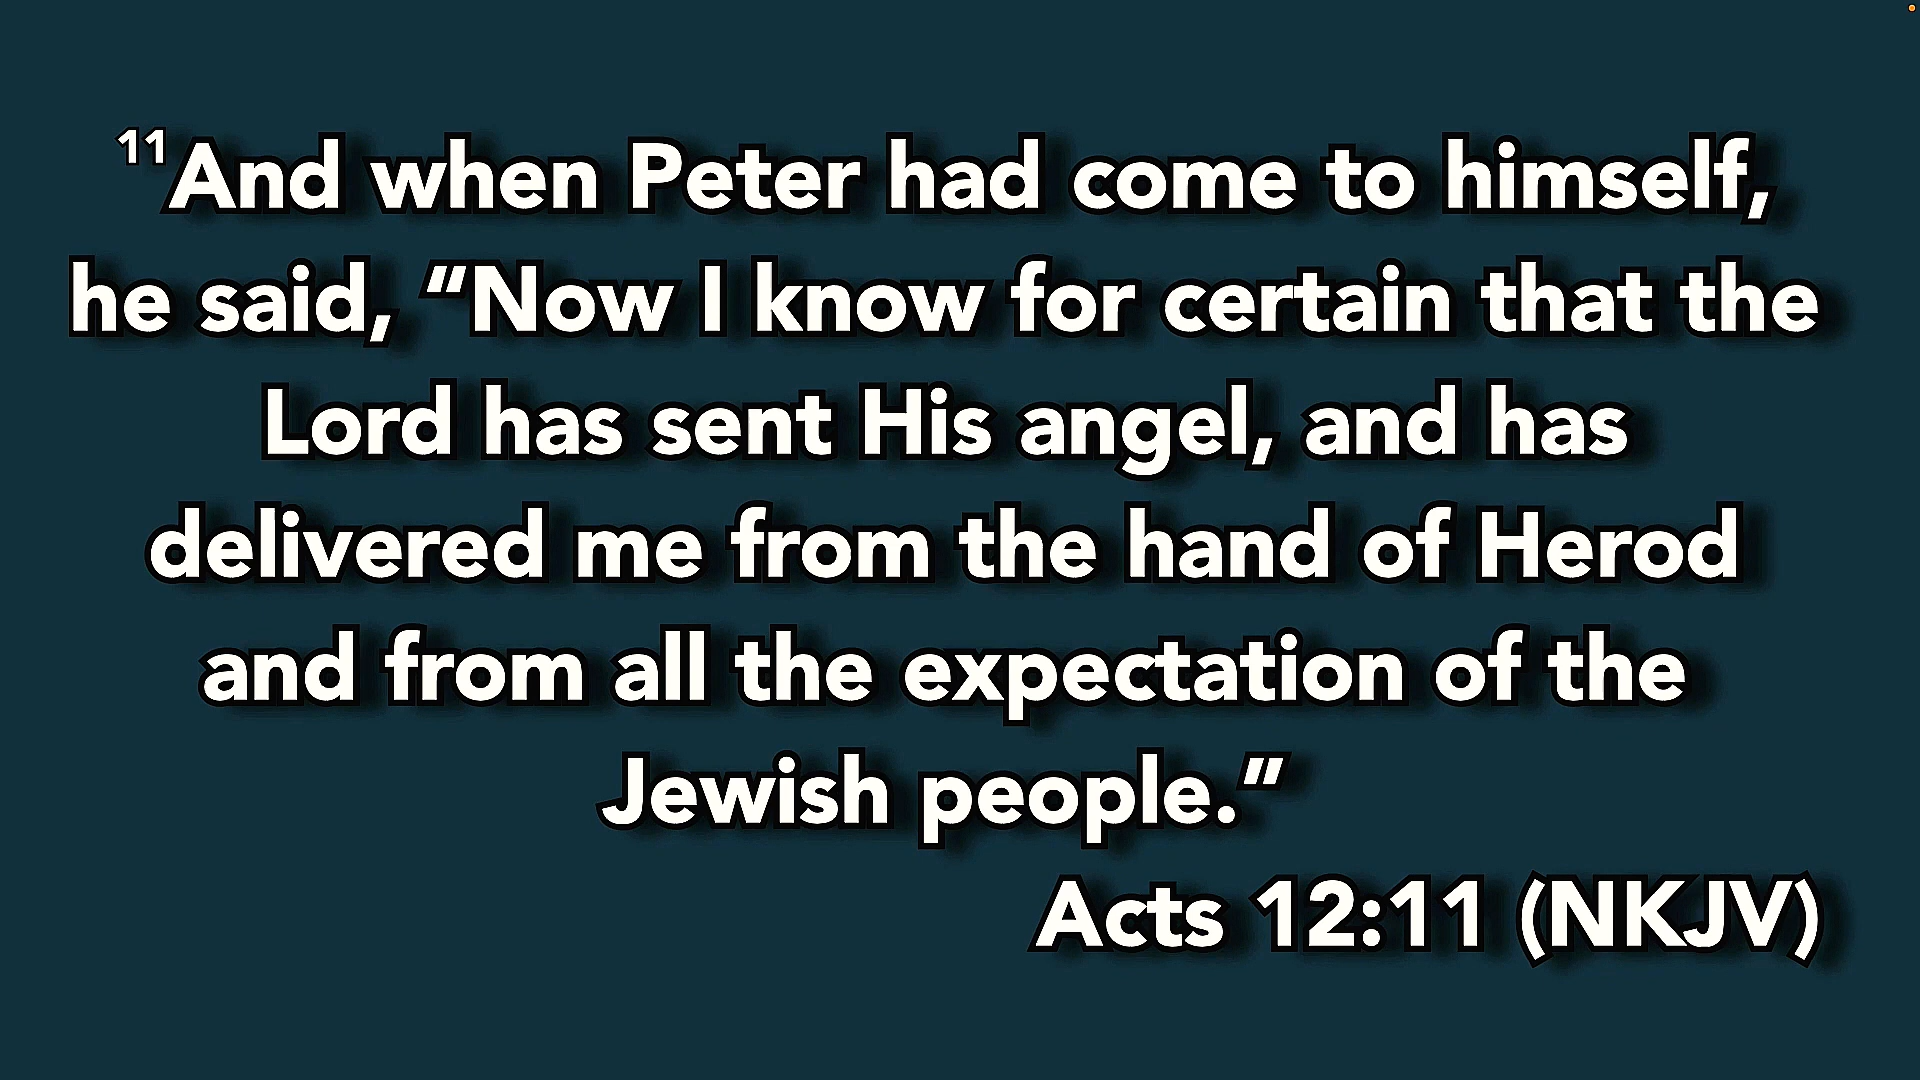 ¹¹And when Peter had come to himself,
he said, “Now I know for certain that the
Lord has sent His angel, and has
delivered me from the hand of Herod
and from all the expectation of the
Jewish people.”
Acts 12:11 (NKJV)